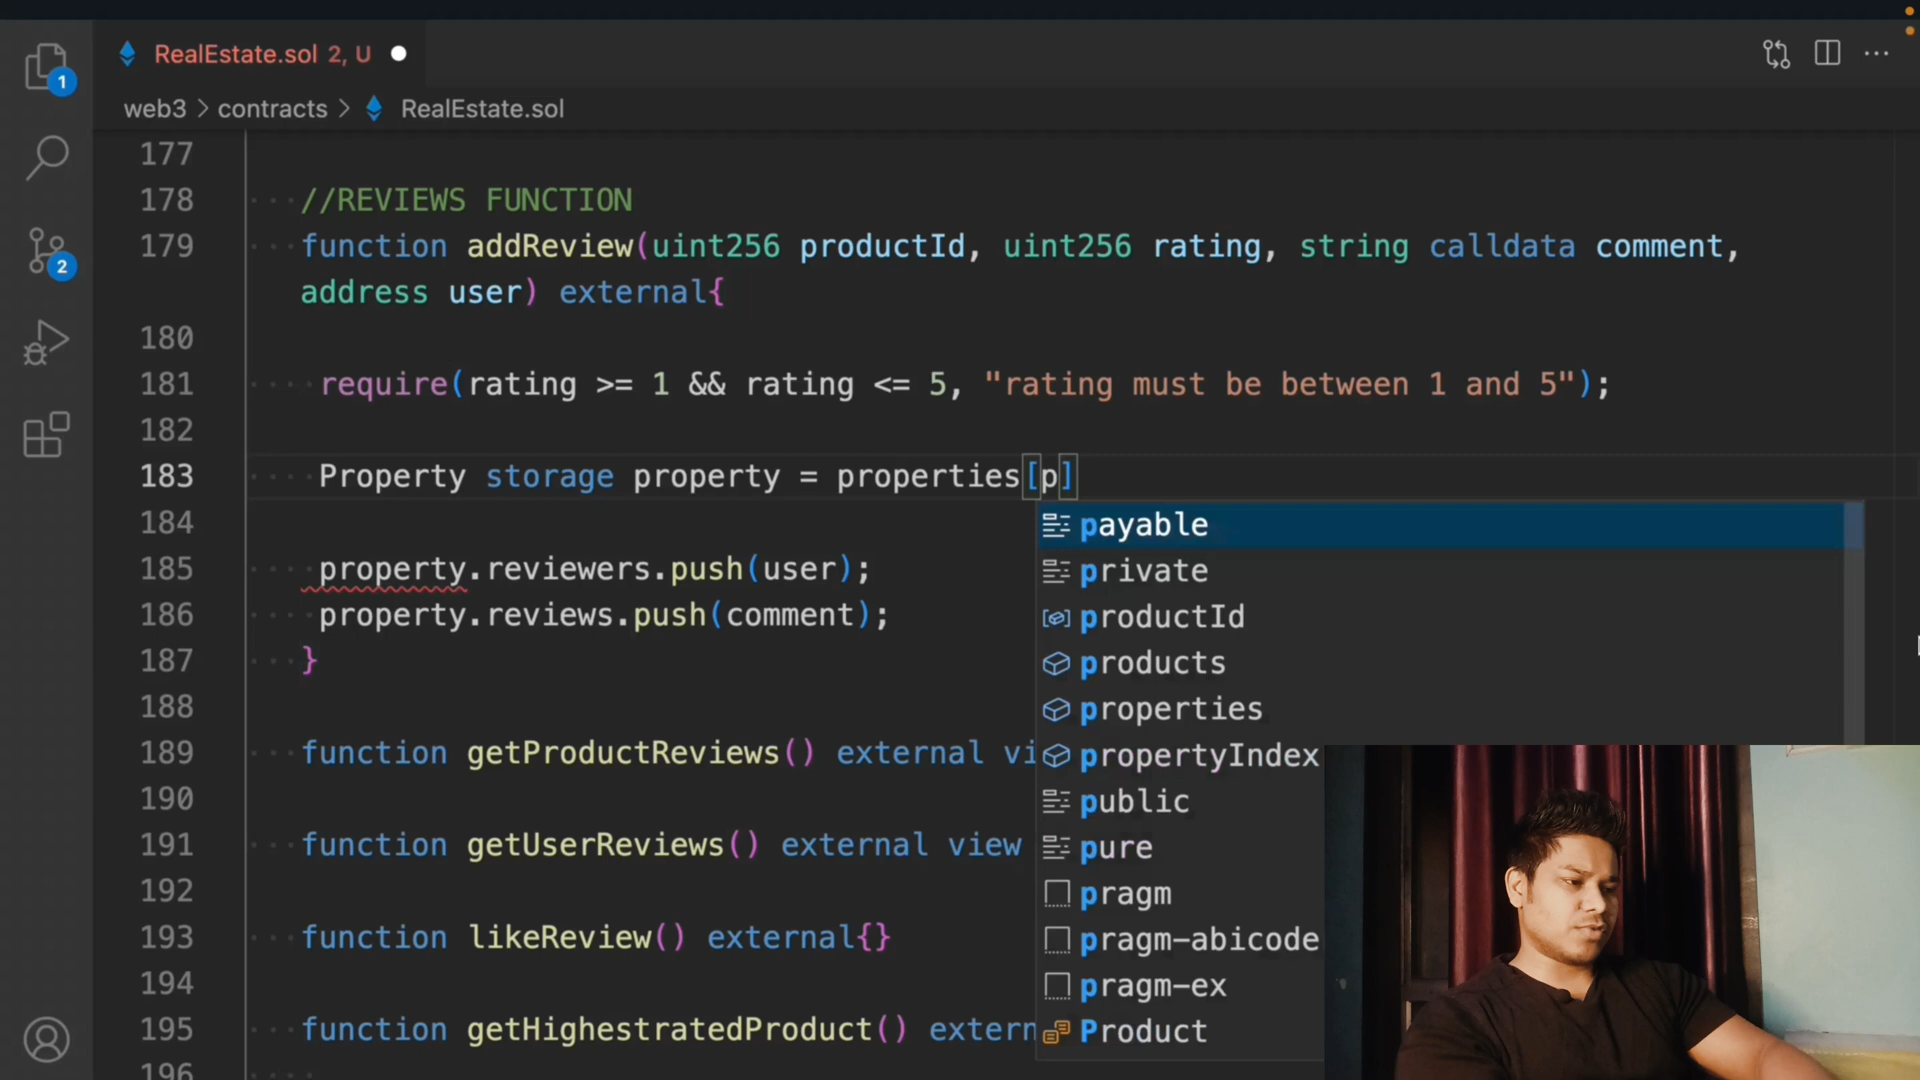 RealEstate.sol 2, U
1
web3 > contracts > RealEstate.sol
2
177
178 //REVIEWS FUNCTION
179 function addReview(uint256 productId, uint256 rating, string calldata comment,
address user) external{
180
181 require(rating >= 1 && rating <= 5, "rating must be between 1 and 5");
182
183 Property storage property = properties[p]
184 payable
185 property.reviewers.push(user); private
186 property.reviews.push(comment); productId
187 } products
188 properties
189 function getProductReviews() external vi propertyIndex
190 public
191 function getUserReviews() external view pure
192 pragm
193 function likeReview() external{} pragm-abicode
194 pragm-ex
195 function getHighestratedProduct() extern Product
196